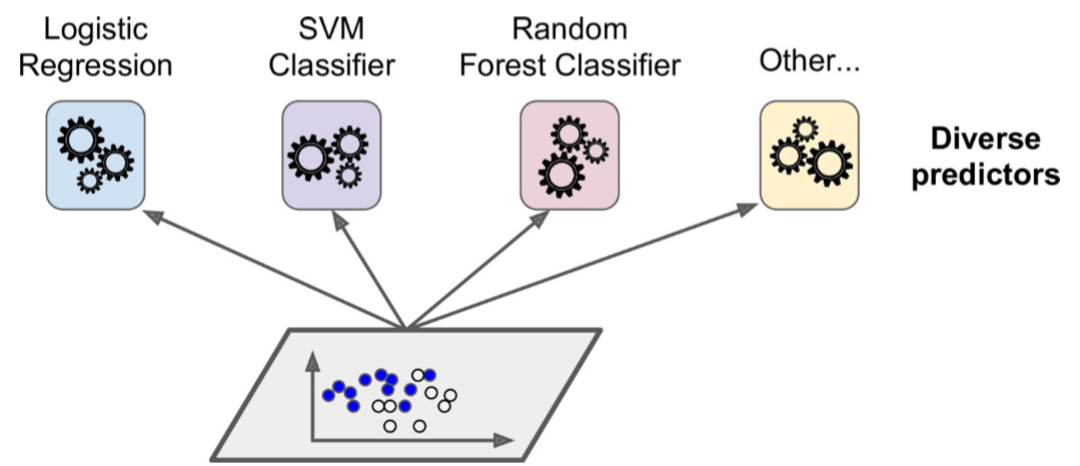 Logistic
Regression
SVM
Classifier
Random
Forest Classifier
Other...
Diverse
predictors